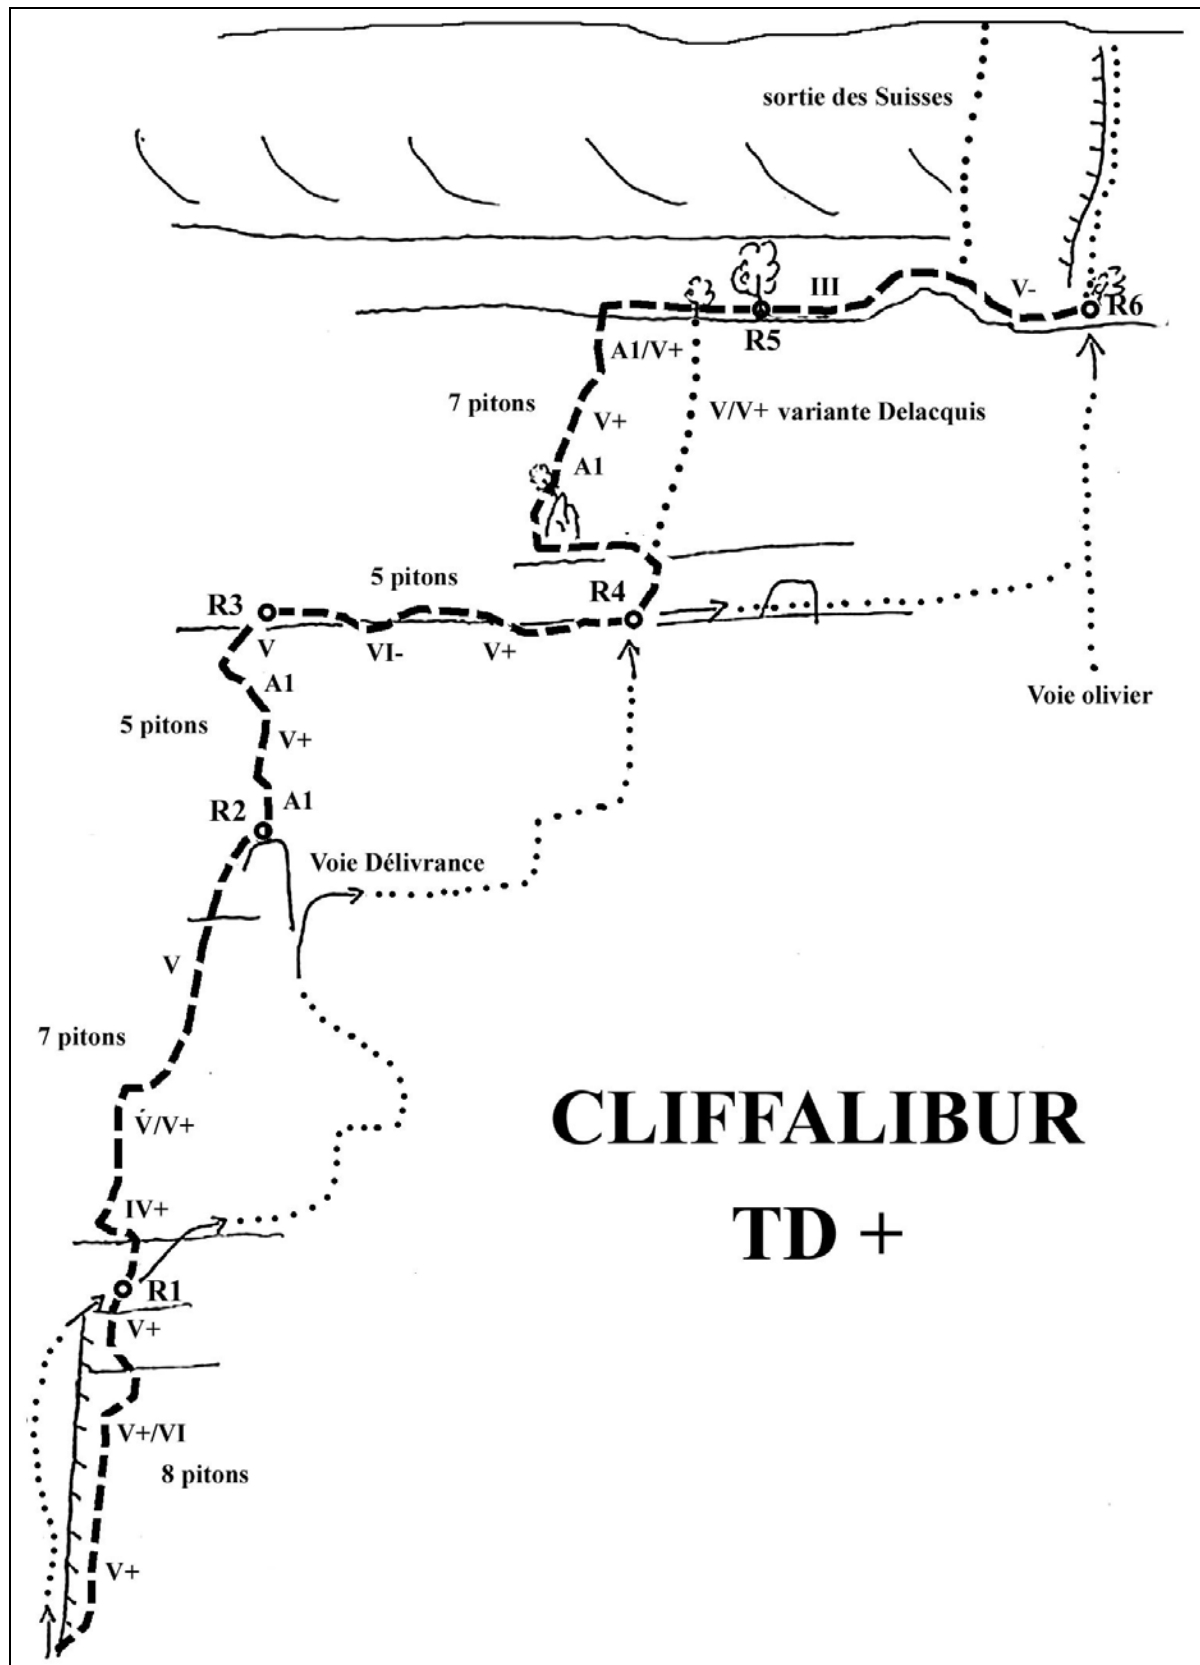 sortie des Suisses
III
V-
R5
R6
A1/V+
7 pitons
V/V+ variante Delacquis
V+
A1
5 pitons
R3
R4
V
VI-
V+
A1
Voie olivier
5 pitons
V+
R2
A1
Voie Délivrance
V
7 pitons
V/V+
CLIFFALIBUR
IV+
TD +
R1
V+
V+/VI
8 pitons
V+